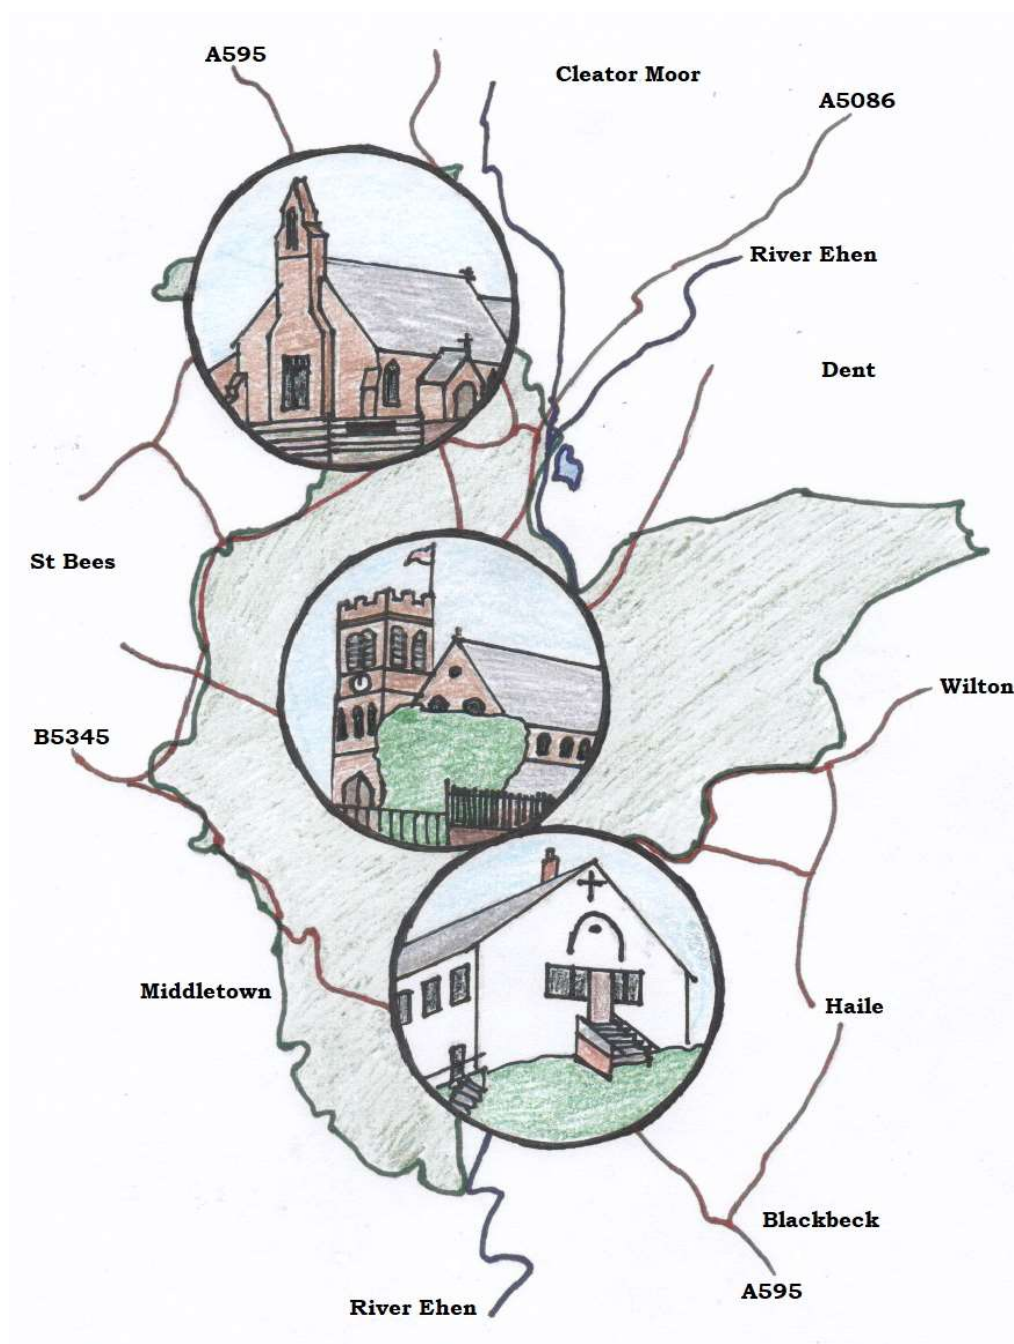 A595
Cleator Moor
A5086
River Ehen
Dent
St Bees
Wilton
B5345
Middletown
Haile
Blackbeck
A595
River Ehen